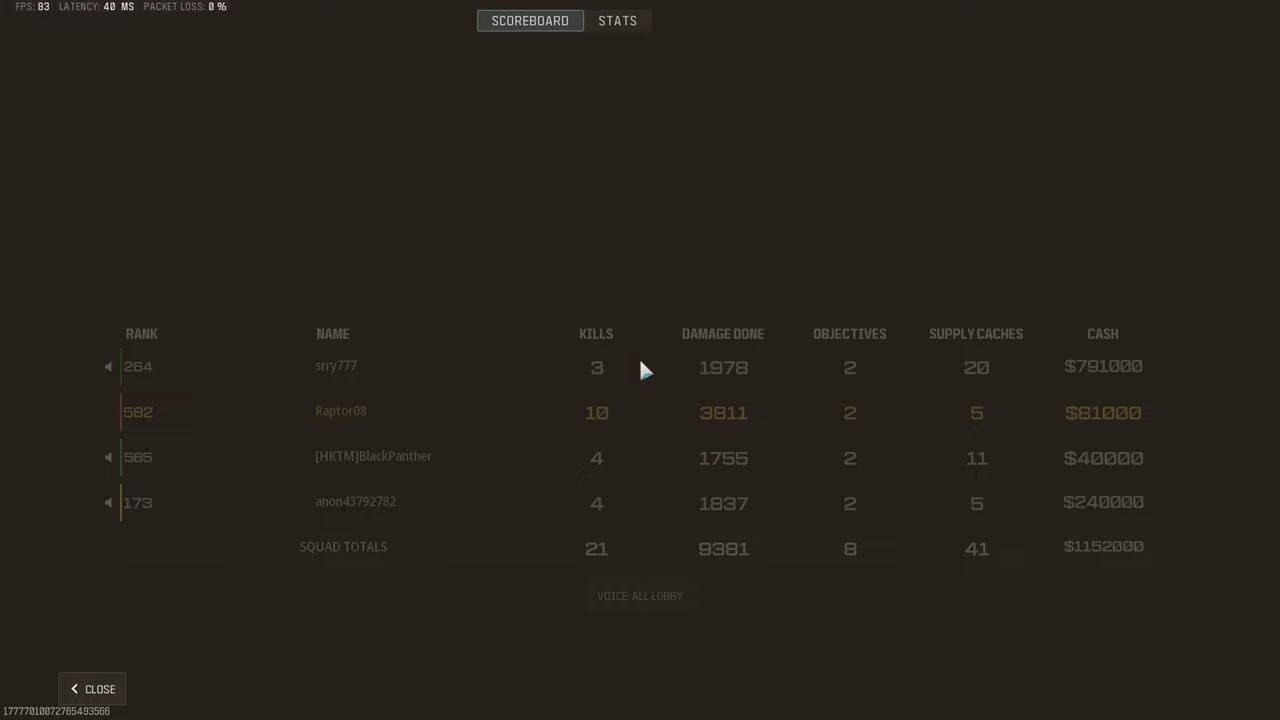 FPS: 83 LATENCY: 40 MS PACKET LOSS: 0 %
SCOREBOARD STATS
RANK NAME KILLS DAMAGE DONE OBJECTIVES SUPPLY CACHES CASH
264 srry777 3 1978 2 20 $791000
582 Raptor08 10 3811 2 5 $81000
565 [HKTM]BlackPanther 4 1755 2 11 $40000
173 anon43792782 4 1837 2 5 $240000
SQUAD TOTALS 21 9381 8 41 $1152000
VOICE: ALL LOBBY
CLOSE
17777010072765493566